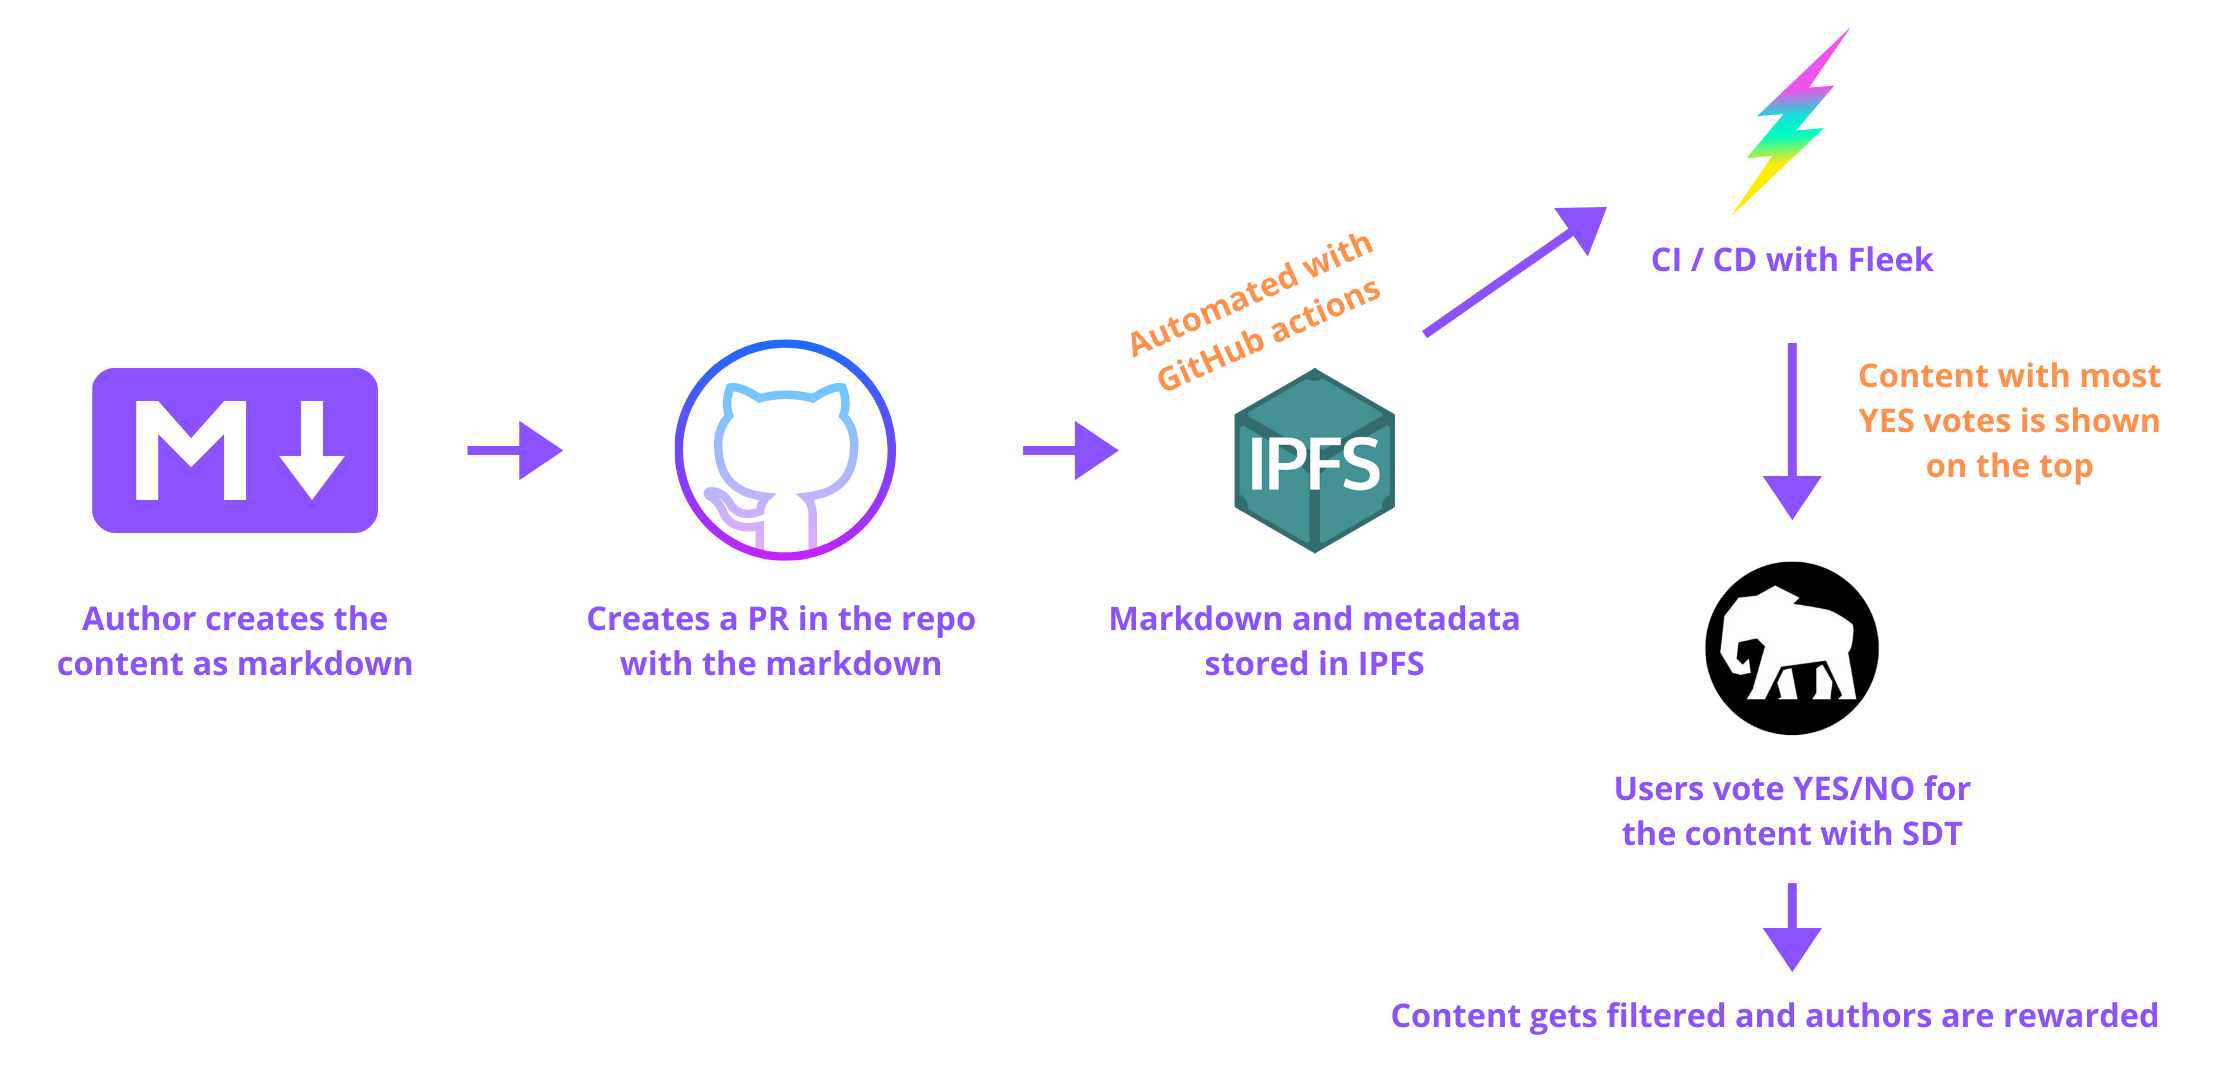 M
Author creates the
content as markdown
Creates a PR in the repo
with the markdown
Automated with
GitHub actions
IPFS
Markdown and metadata
stored in IPFS
CI / CD with Fleek
Content with most
YES votes is shown
on the top
Users vote YES/NO for
the content with SDT
Content gets filtered and authors are rewarded